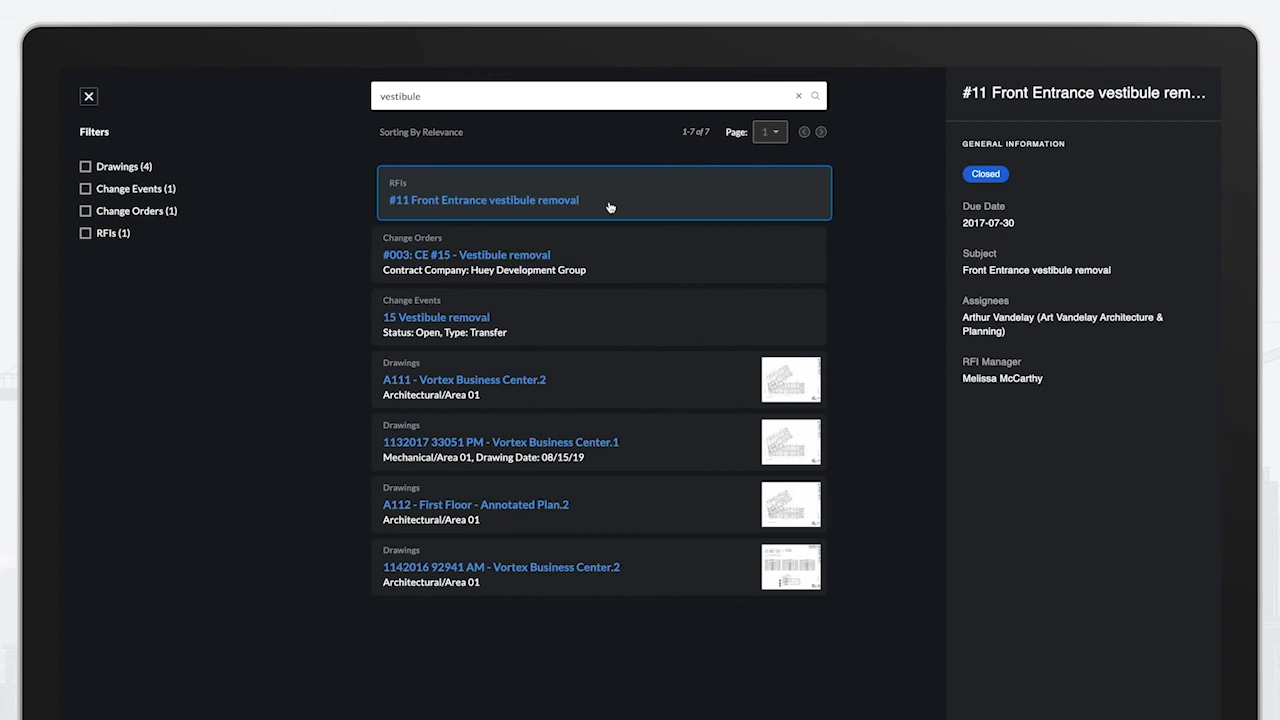 vestibule
Filters
Drawings (4)
Change Events (1)
Change Orders (1)
RFIs (1)
Sorting By Relevance
1-7 of 7
Page:
1
RFIs
#11 Front Entrance vestibule removal
Change Orders
#003: CE #15 - Vestibule removal
Contract Company: Huey Development Group
Change Events
15 Vestibule removal
Status: Open, Type: Transfer
Drawings
A111 - Vortex Business Center.2
Architectural/Area 01
Drawings
1132017 33051 PM - Vortex Business Center.1
Mechanical/Area 01, Drawing Date: 08/15/19
Drawings
A112 - First Floor - Annotated Plan.2
Architectural/Area 01
Drawings
1142016 92941 AM - Vortex Business Center.2
Architectural/Area 01
#11 Front Entrance vestibule rem...
GENERAL INFORMATION
Closed
Due Date
2017-07-30
Subject
Front Entrance vestibule removal
Assignees
Arthur Vandelay (Art Vandelay Architecture &
Planning)
RFI Manager
Melissa McCarthy